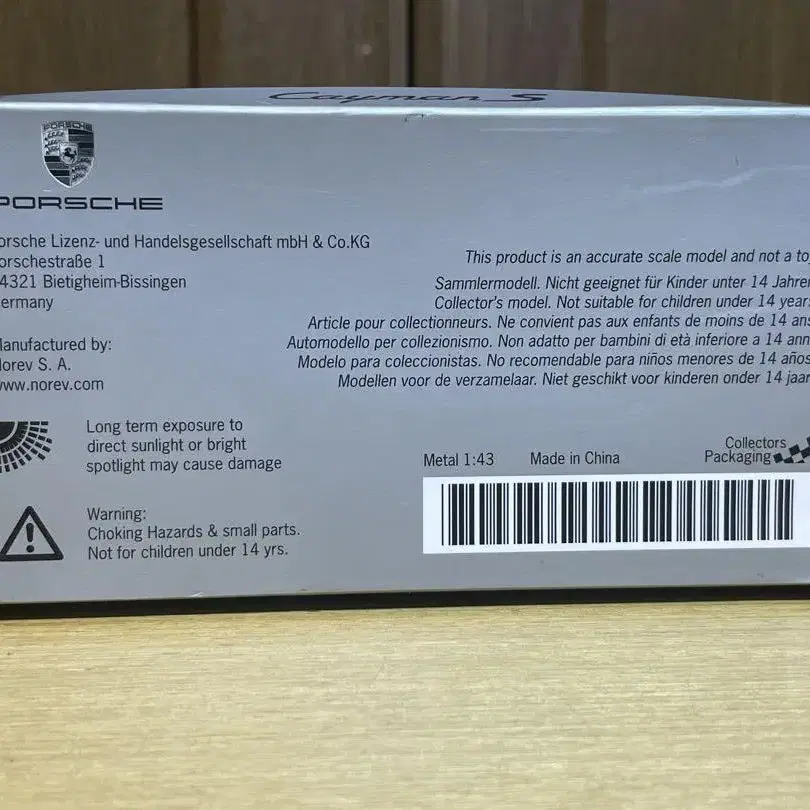 Cayman S
PORSCHE
PORSCHE
orsche Lizenz- und Handelsgesellschaft mbH & Co.KG
orschestraße 1
4321 Bietigheim-Bissingen
ermany
anufactured by:
orev S. A.
www.norev.com
Long term exposure to
direct sunlight or bright
spotlight may cause damage
Warning:
Choking Hazards & small parts.
Not for children under 14 yrs.
This product is an accurate scale model and not a to
Sammlermodell. Nicht geeignet für Kinder unter 14 Jahre
Collector's model. Not suitable for children under 14 year
Article pour collectionneurs. Ne convient pas aux enfants de moins de 14 an
Automodello per collezionismo. Non adatto per bambini di età inferiore a 14 ann
Modelo para coleccionistas. No recomendable para niños menores de 14 años
Modellen voor de verzamelaar. Niet geschikt voor kinderen onder 14 jaar
Metal 1:43 Made in China
Collectors
Packaging